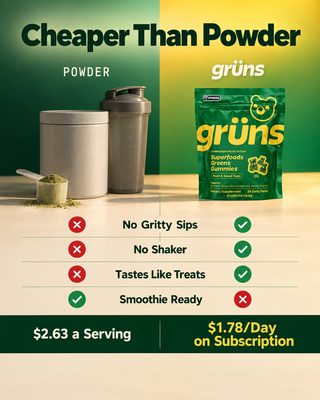 Cheaper Than Powder
POWDER
grüns
grüns
Superfoods
Greens
Gummies
No Gritty Sips
No Shaker
Tastes Like Treats
Smoothie Ready
$2.63 a Serving
$1.78/Day
on Subscription